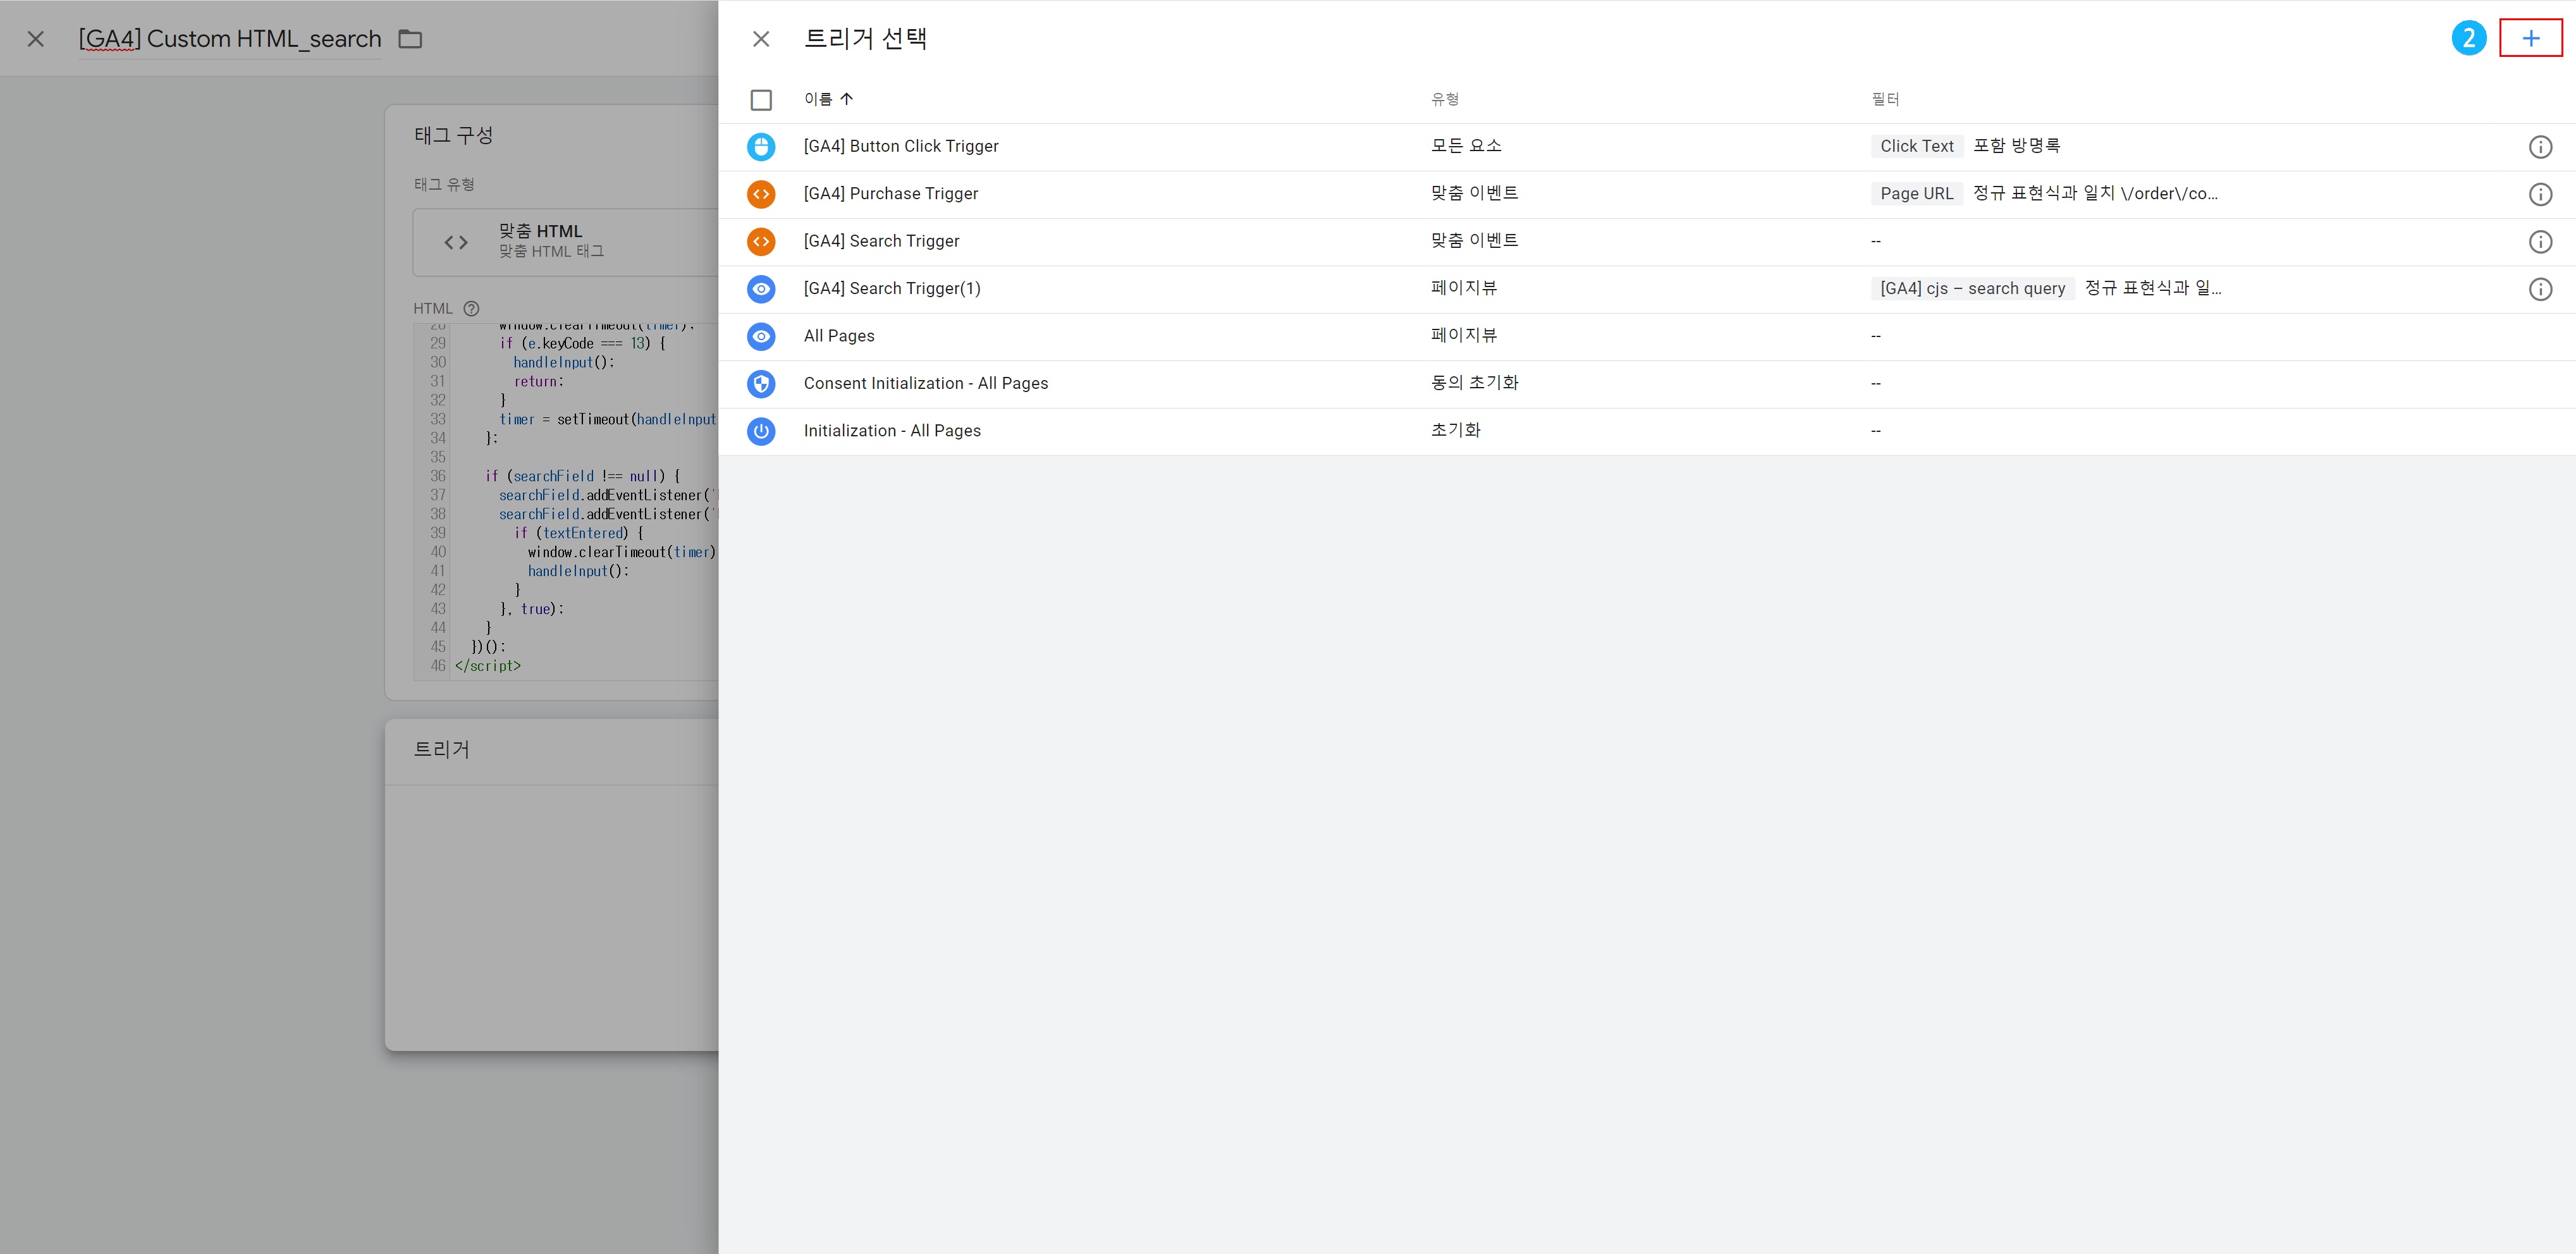 [GA4] Custom HTML_search
태그 구성
태그 유형
맞춤 HTML
맞춤 HTML 태그
HTML
28 window.clearTimeout(timer);
29 if (e.keyCode === 13) {
30 handleInput();
31 return;
32 }
33 timer = setTimeout(handleInput
34 };
35
36 if (searchField !== null) {
37 searchField.addEventListener('
38 searchField.addEventListener('
39 if (textEntered) {
40 window.clearTimeout(timer)
41 handleInput();
42 }
43 }, true);
44 }
45 })();
46 </script>
트리거
트리거 선택
2 +
이름 유형 필터
[GA4] Button Click Trigger 모든 요소 Click Text 포함 방명록
[GA4] Purchase Trigger 맞춤 이벤트 Page URL 정규 표현식과 일치 \/order\/co...
[GA4] Search Trigger 맞춤 이벤트 --
[GA4] Search Trigger(1) 페이지뷰 [GA4] cjs – search query 정규 표현식과 일...
All Pages 페이지뷰 --
Consent Initialization - All Pages 동의 초기화 --
Initialization - All Pages 초기화 --